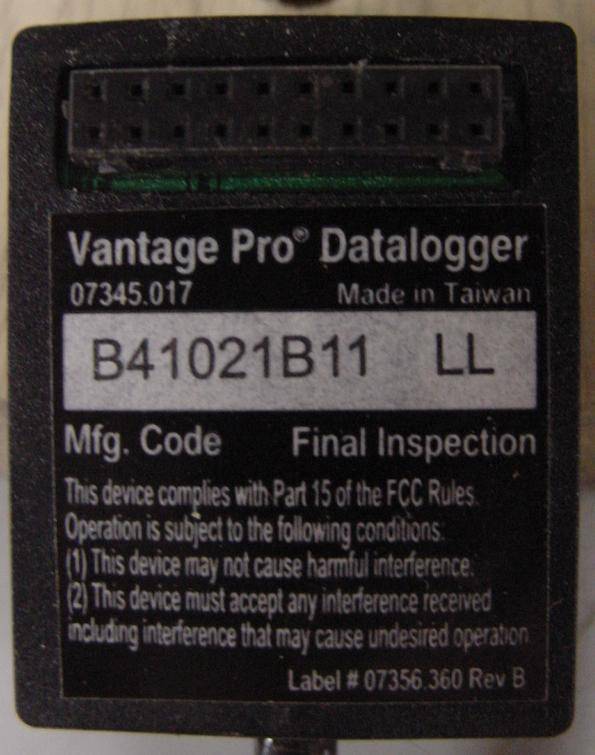 Vantage Pro® Datalogger
07345.017 Made in Taiwan
B41021B11 LL
Mfg. Code Final Inspection
This device complies with Part 15 of the FCC Rules.
Operation is subject to the following conditions:
(1) This device may not cause harmful interference.
(2) This device must accept any interference received
including interference that may cause undesired operation
Label # 07356.360 Rev B